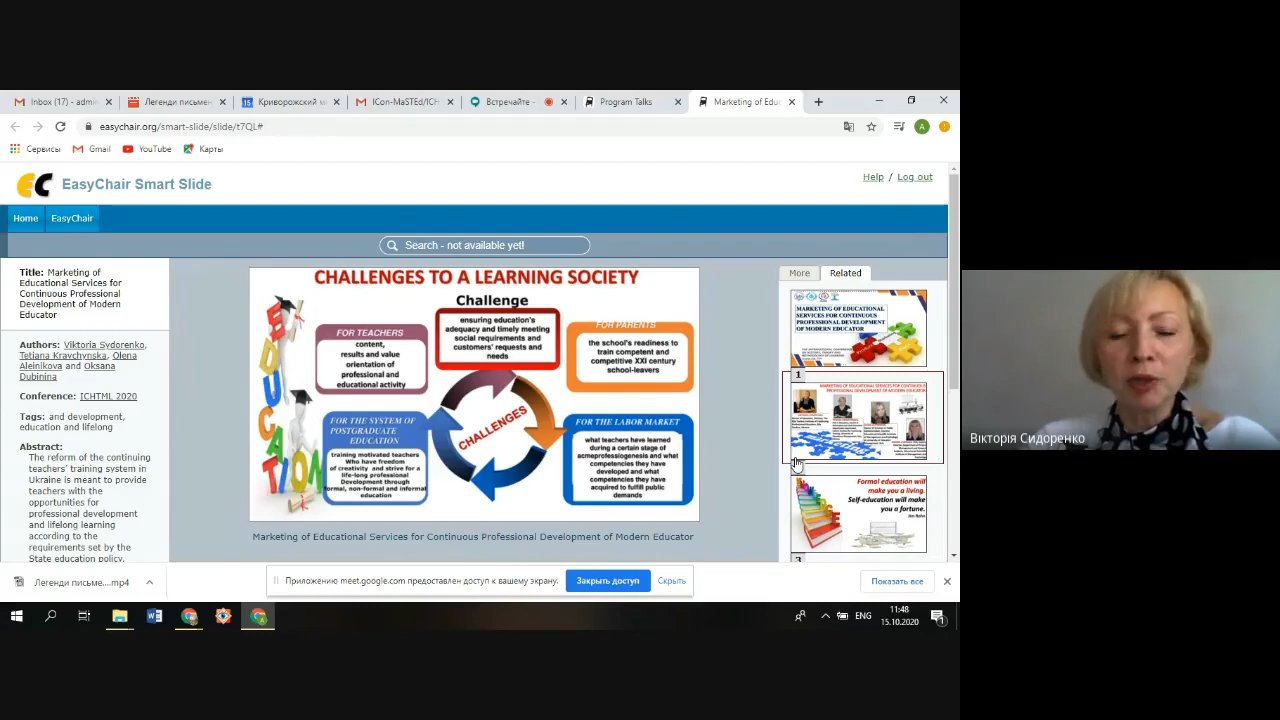 Inbox (17) - admi
Легенди письмен
Криворожский м
ICon-MaSTEd/ICH
Встречайте -
Program Talks
Marketing of Educ
easychair.org/smart-slide/slide/t7QL#
Сервисы
Gmail
YouTube
Карты
EasyChair Smart Slide
Help / Log out
Home
EasyChair
Search - not available yet!
Title: Marketing of
Educational Services for
Continuous Professional
Development of Modern
Educator
Authors: Viktoria Sydorenko,
Tetiana Kravchynska, Olena
Aleinikova and Oksana
Dubinina
Conference: ICHTML 2020
Tags: and development,
education and lifelong
Abstract:
The reform of the continuing
teachers' training system in
Ukraine is meant to provide
teachers with the
opportunities for
professional development
and lifelong learning
according to the
requirements set by the
State education policy,
CHALLENGES TO A LEARNING SOCIETY
Challenge
EDUCATION
FOR TEACHERS
content,
results and value
orientation of
professional and
educational activity
ensuring education's
adequacy and timely meeting
social requirements and
customers' requests and
needs
FOR PARENTS
the school's readiness to
train competent and
competitive XXI century
school-leavers
CHALLENGES
FOR THE SYSTEM OF
POSTGRADUATE
EDUCATION
training motivated teachers
Who have freedom
of creativity and strive for a
life-long professional
Development through
formal, non-formal and informal
education
FOR THE LABOR MARKET
what teachers have learned
during a certain stage of
acmeprofessiogenesis and what
competencies they have
developed and what
competencies they have
acquired to fulfill public
demands
Marketing of Educational Services for Continuous Professional Development of Modern Educator
More
Related
MARKETING OF EDUCATIONAL
SERVICES FOR CONTINUOUS
PROFESSIONAL DEVELOPMENT
OF MODERN EDUCATOR
1
MARKETING OF EDUCATIONAL SERVICES FOR CONTINUOUS
PROFESSIONAL DEVELOPMENT OF MODERN EDUCATOR
Formal education will
make you a living.
Self-education will
make you a fortune.
3
Вікторія Сидоренко
Легенди письме....mp4
Приложению meet.google.com предоставлен доступ к вашему экрану.
Закрыть доступ
Скрыть
Показать все
ENG
11:48
15.10.2020